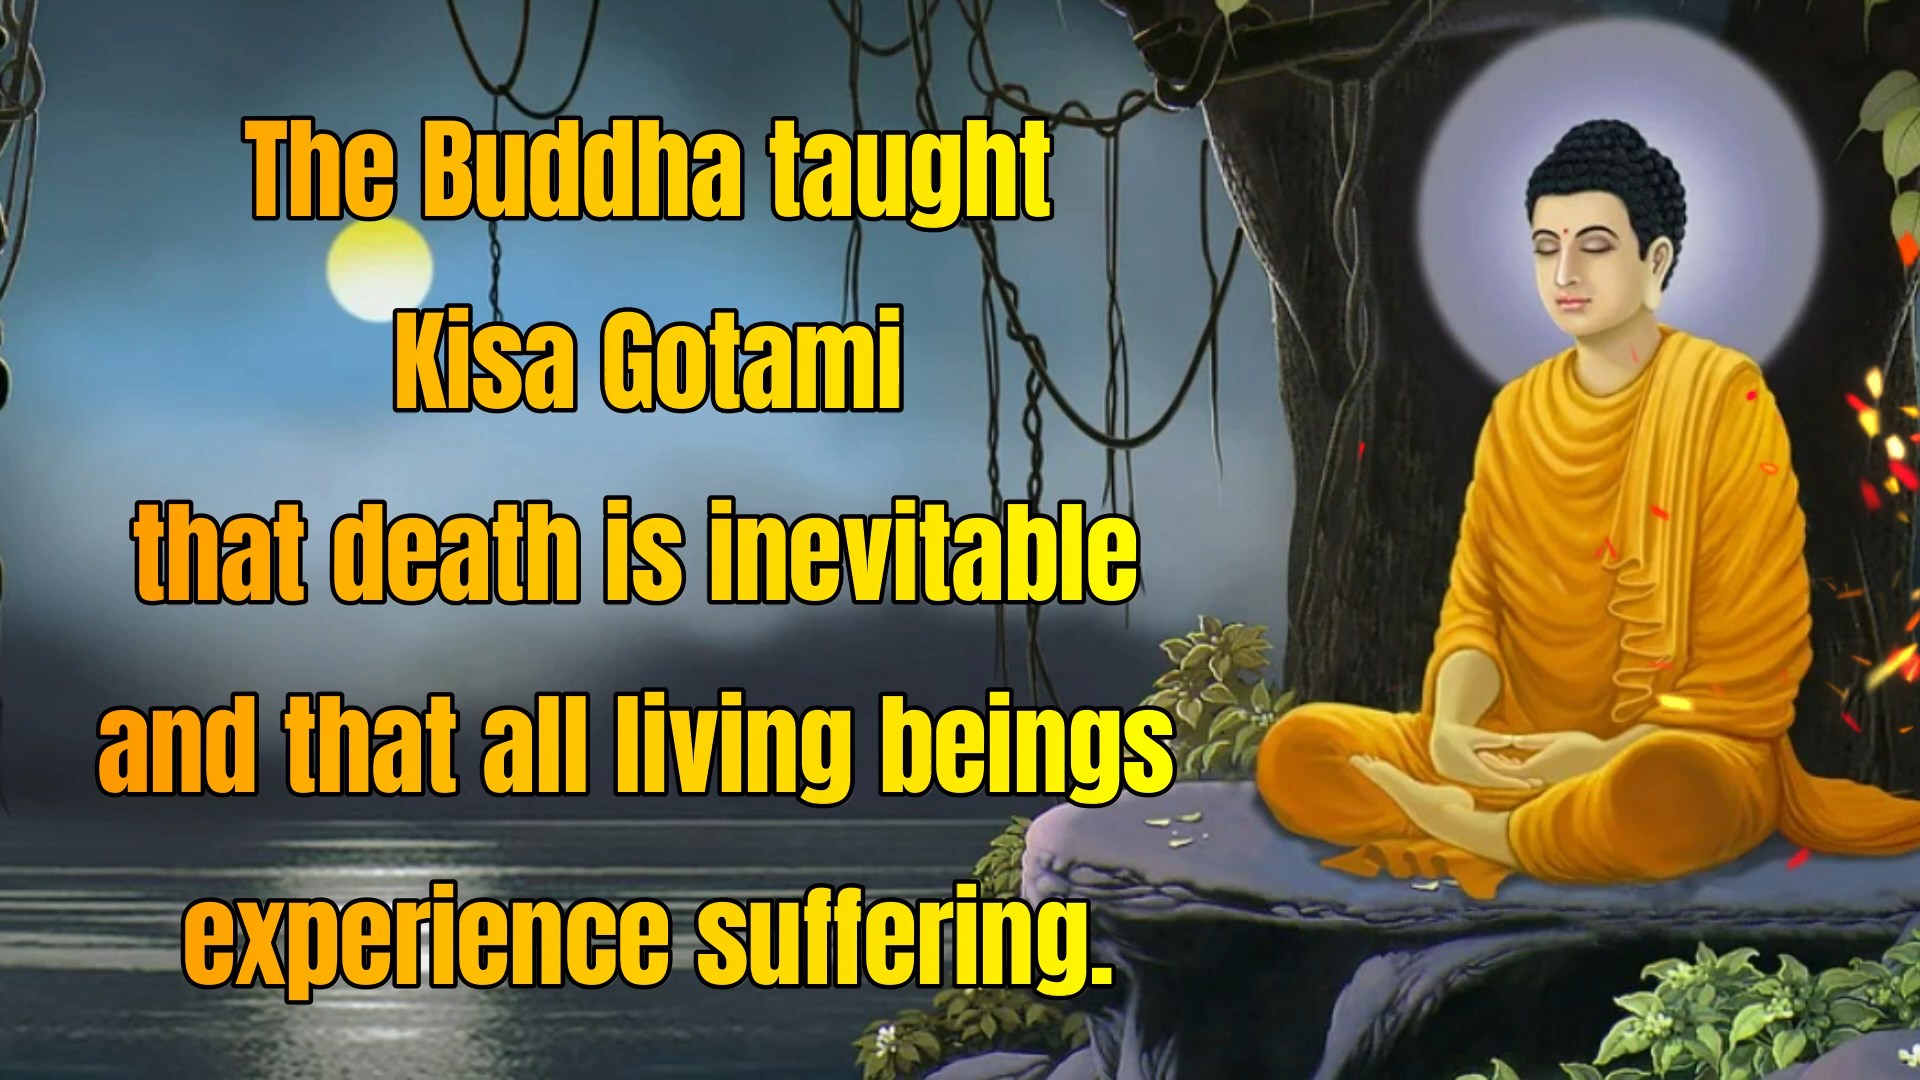 The Buddha taught
Kisa Gotami
that death is inevitable
and that all living beings
experience suffering.